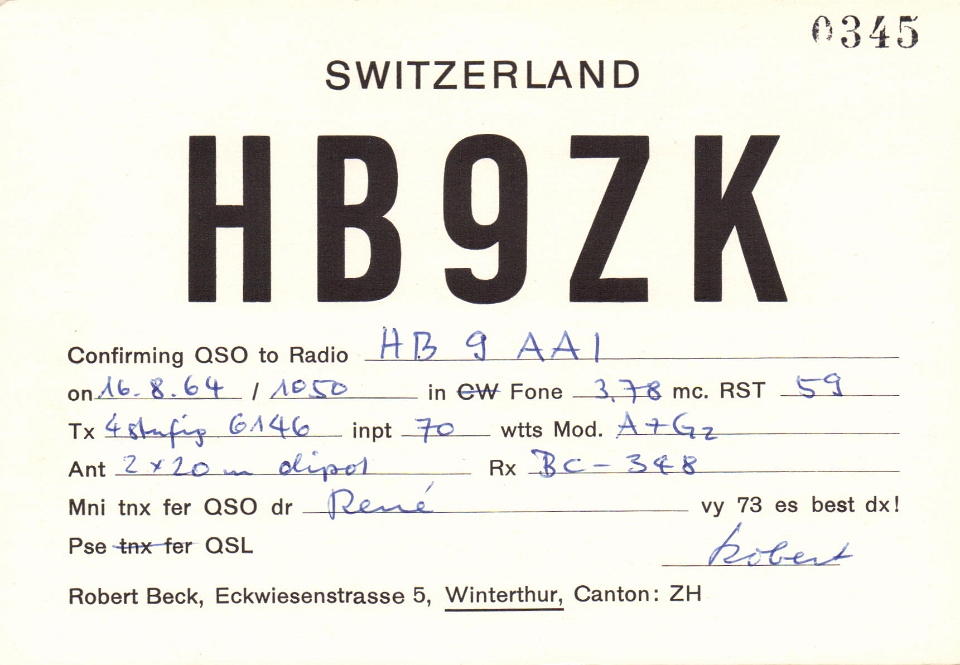 0345
SWITZERLAND
HB9ZK
Confirming QSO to Radio HB 9 AAI
on 16.8.64 / 1050 in CW Fone 3,78 mc. RST 59
Tx 4stufig 6146 inpt 70 wtts Mod. A+G2
Ant 2 x 20 m dipol Rx BC-348
Mni tnx fer QSO dr René vy 73 es best dx!
Pse tnx fer QSL
Robert
Robert Beck, Eckwiesenstrasse 5, Winterthur, Canton: ZH